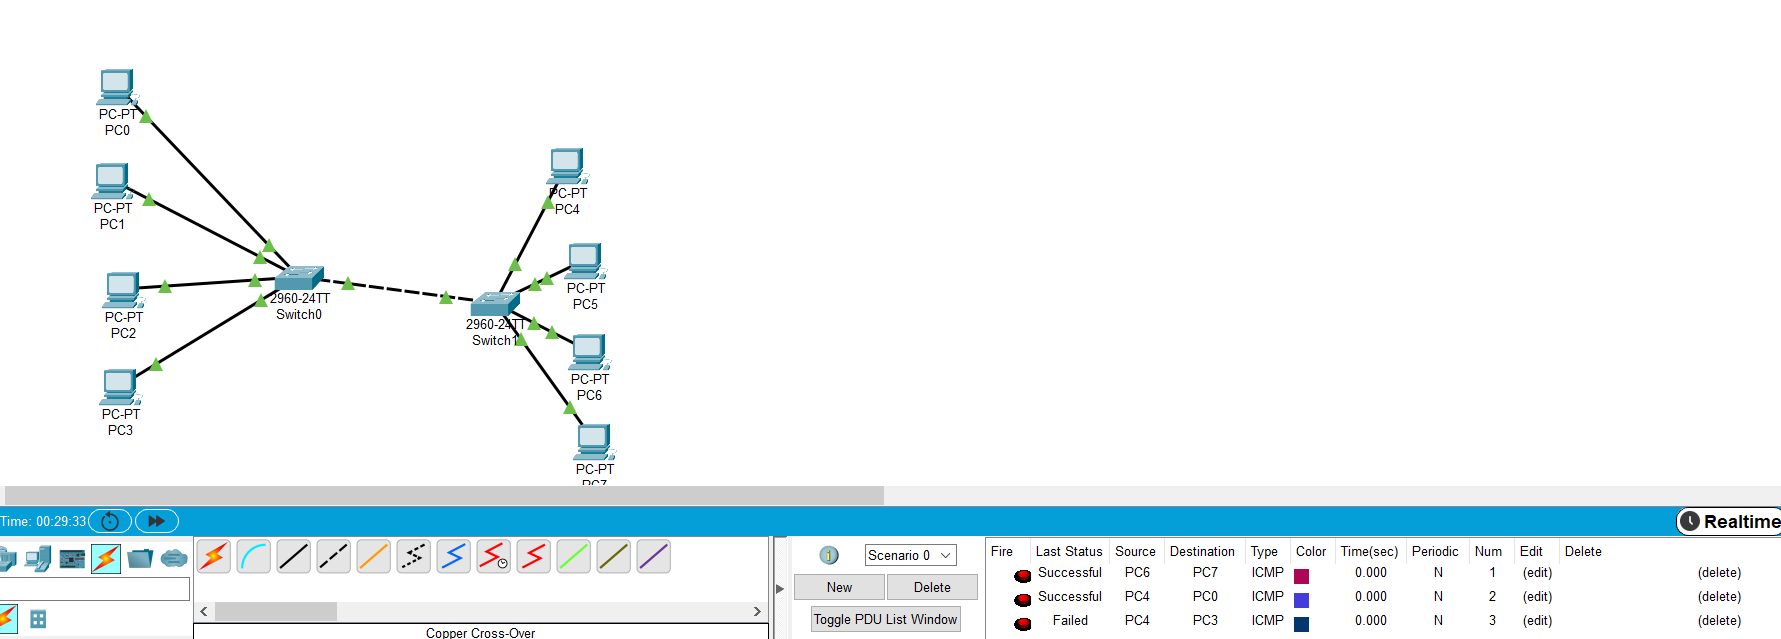 PC-PT
PC0
PC-PT
PC1
PC-PT
PC2
PC-PT
PC3
2960-24TT
Switch0
2960-24TT
Switch1
PC-PT
PC4
PC-PT
PC5
PC-PT
PC6
PC-PT
PC7
Time: 00:29:33
Realtime
Copper Cross-Over
Scenario 0
New
Delete
Toggle PDU List Window
Fire Last Status Source Destination Type Color Time(sec) Periodic Num Edit Delete
Successful PC6 PC7 ICMP 0.000 N 1 (edit) (delete)
Successful PC4 PC0 ICMP 0.000 N 2 (edit) (delete)
Failed PC4 PC3 ICMP 0.000 N 3 (edit) (delete)